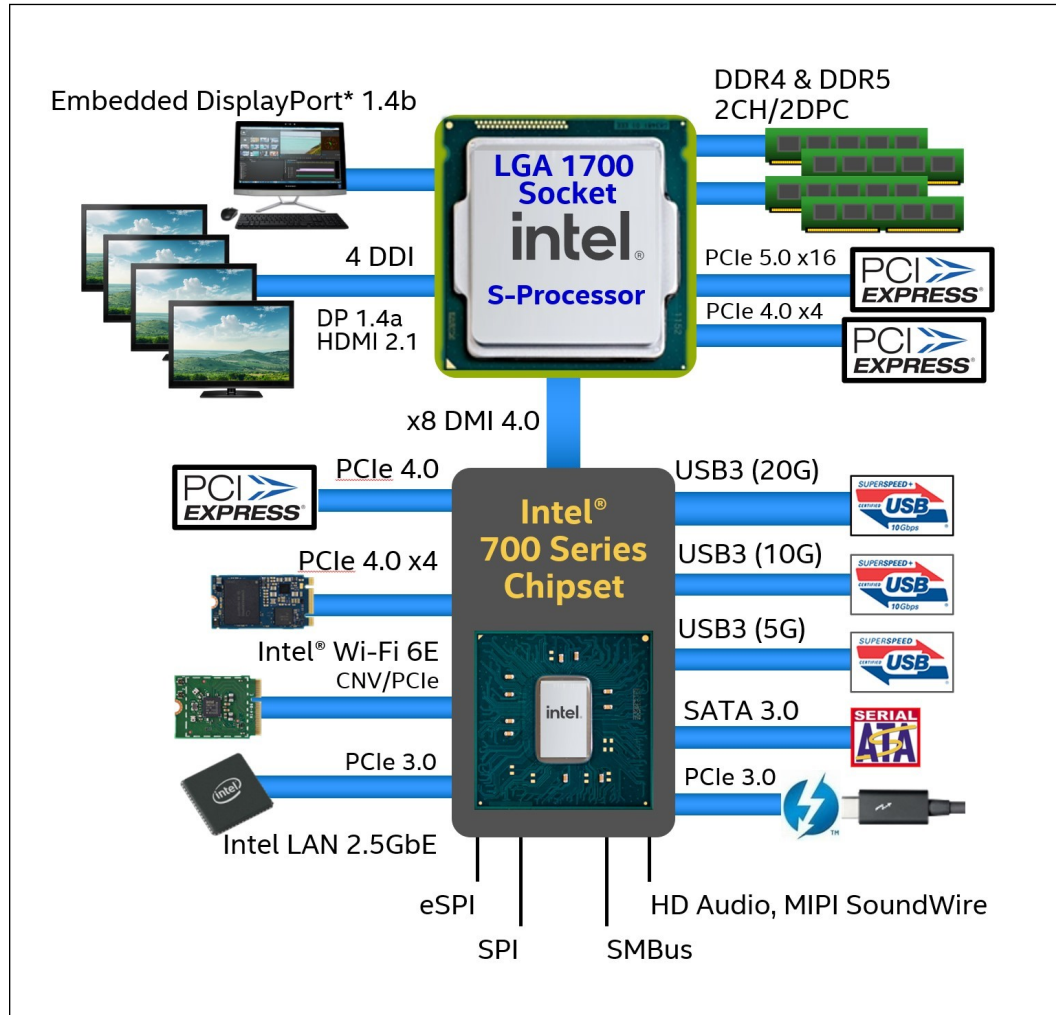 Embedded DisplayPort* 1.4b
DDR4 & DDR5
2CH/2DPC
LGA 1700
Socket
intel.
S-Processor
4 DDI
DP 1.4a
HDMI 2.1
PCIe 5.0 x16
PCI
EXPRESS®
PCIe 4.0 x4
PCI
EXPRESS®
x8 DMI 4.0
PCIe 4.0
PCI
EXPRESS®
PCIe 4.0 x4
Intel® Wi-Fi 6E
CNV/PCIe
PCIe 3.0
intel
Intel LAN 2.5GbE
Intel®
700 Series
Chipset
intel.
USB3 (20G)
SUPERSPEED+
CERTIFIED USB
10Gbps
USB3 (10G)
SUPERSPEED+
CERTIFIED USB
10Gbps
USB3 (5G)
SUPERSPEED
CERTIFIED USB
SATA 3.0
SERIAL
ATA
PCIe 3.0
TM
eSPI
SPI
SMBus
HD Audio, MIPI SoundWire